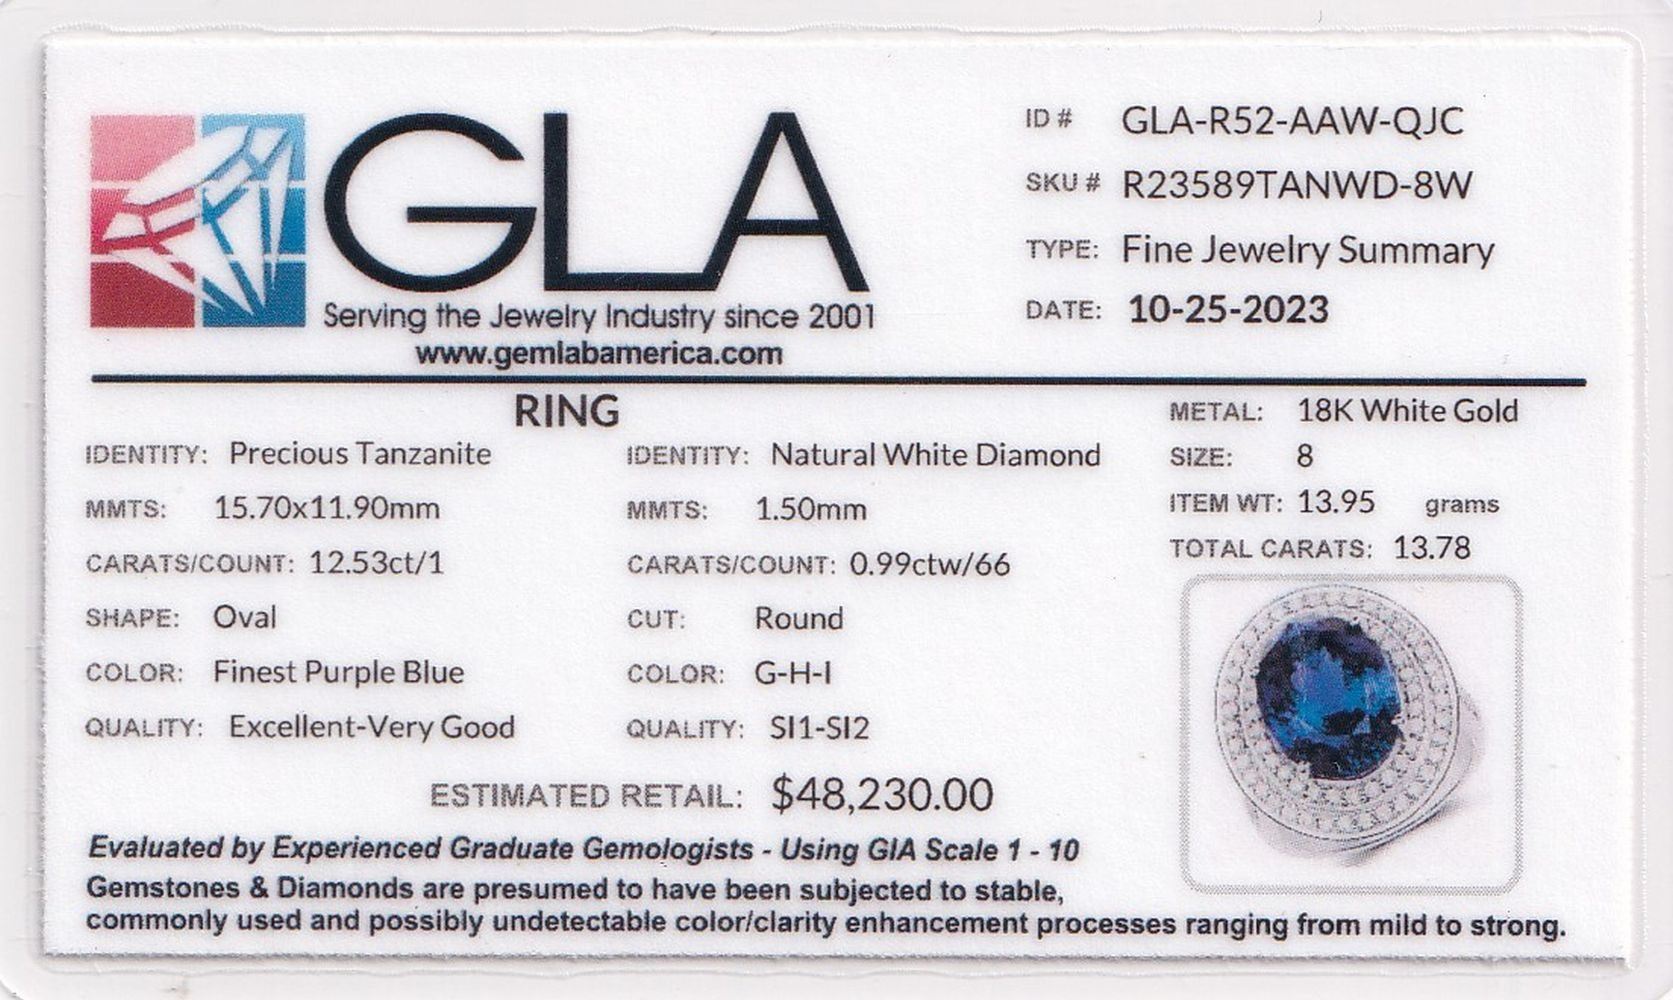 GLA
Serving the Jewelry Industry since 2001
www.gemlabamerica.com
ID # GLA-R52-AAW-QJC
SKU # R23589TANWD-8W
TYPE: Fine Jewelry Summary
DATE: 10-25-2023
RING
IDENTITY: Precious Tanzanite
MMTS: 15.70x11.90mm
CARATS/COUNT: 12.53ct/1
SHAPE: Oval
COLOR: Finest Purple Blue
QUALITY: Excellent-Very Good
IDENTITY: Natural White Diamond
MMTS: 1.50mm
CARATS/COUNT: 0.99ctw/66
CUT: Round
COLOR: G-H-I
QUALITY: SI1-SI2
METAL: 18K White Gold
SIZE: 8
ITEM WT: 13.95 grams
TOTAL CARATS: 13.78
ESTIMATED RETAIL: $48,230.00
Evaluated by Experienced Graduate Gemologists - Using GIA Scale 1 - 10
Gemstones & Diamonds are presumed to have been subjected to stable,
commonly used and possibly undetectable color/clarity enhancement processes ranging from mild to strong.